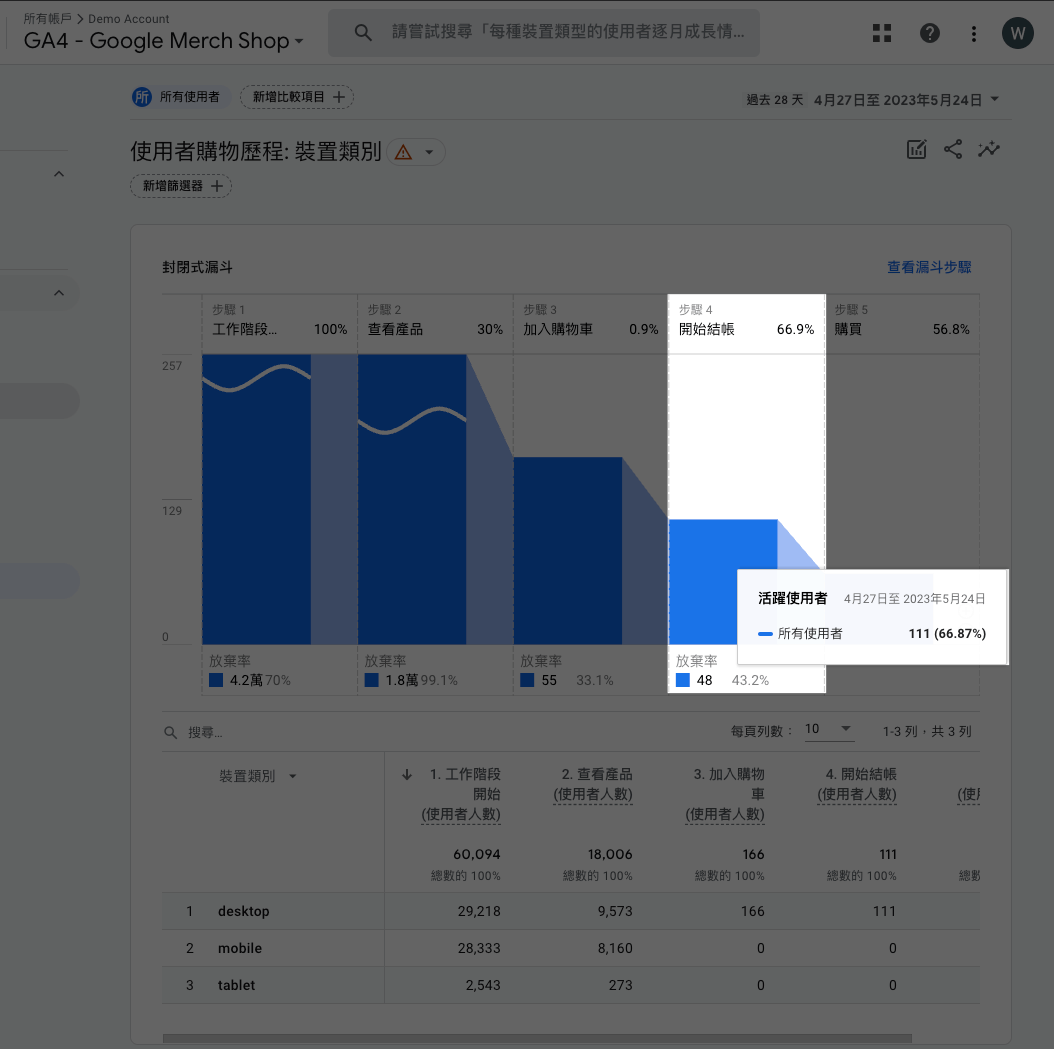 所有帳戶 > Demo Account
GA4 - Google Merch Shop
請嘗試搜尋「每種裝置類型的使用者逐月成長情...
W
所 所有使用者
新增比較項目 +
過去 28 天 4月27日至 2023年5月24日
使用者購物歷程: 裝置類別
新增篩選器 +
封閉式漏斗
查看漏斗步驟
步驟 1
工作階段... 100%
步驟 2
查看產品 30%
步驟 3
加入購物車 0.9%
步驟 4
開始結帳 66.9%
步驟 5
購買 56.8%
257
129
0
活躍使用者 4月27日至 2023年5月24日
所有使用者 111 (66.87%)
放棄率
4.2萬 70%
放棄率
1.8萬 99.1%
放棄率
55 33.1%
放棄率
48 43.2%
搜尋...
每頁列數： 10
1-3 列，共 3 列
裝置類別
1. 工作階段
開始
(使用者人數)
2. 查看產品
(使用者人數)
3. 加入購物
車
(使用者人數)
4. 開始結帳
(使用者人數)
60,094 18,006 166 111
總數的 100% 總數的 100% 總數的 100% 總數的 100% 總數
1 desktop 29,218 9,573 166 111
2 mobile 28,333 8,160 0 0
3 tablet 2,543 273 0 0